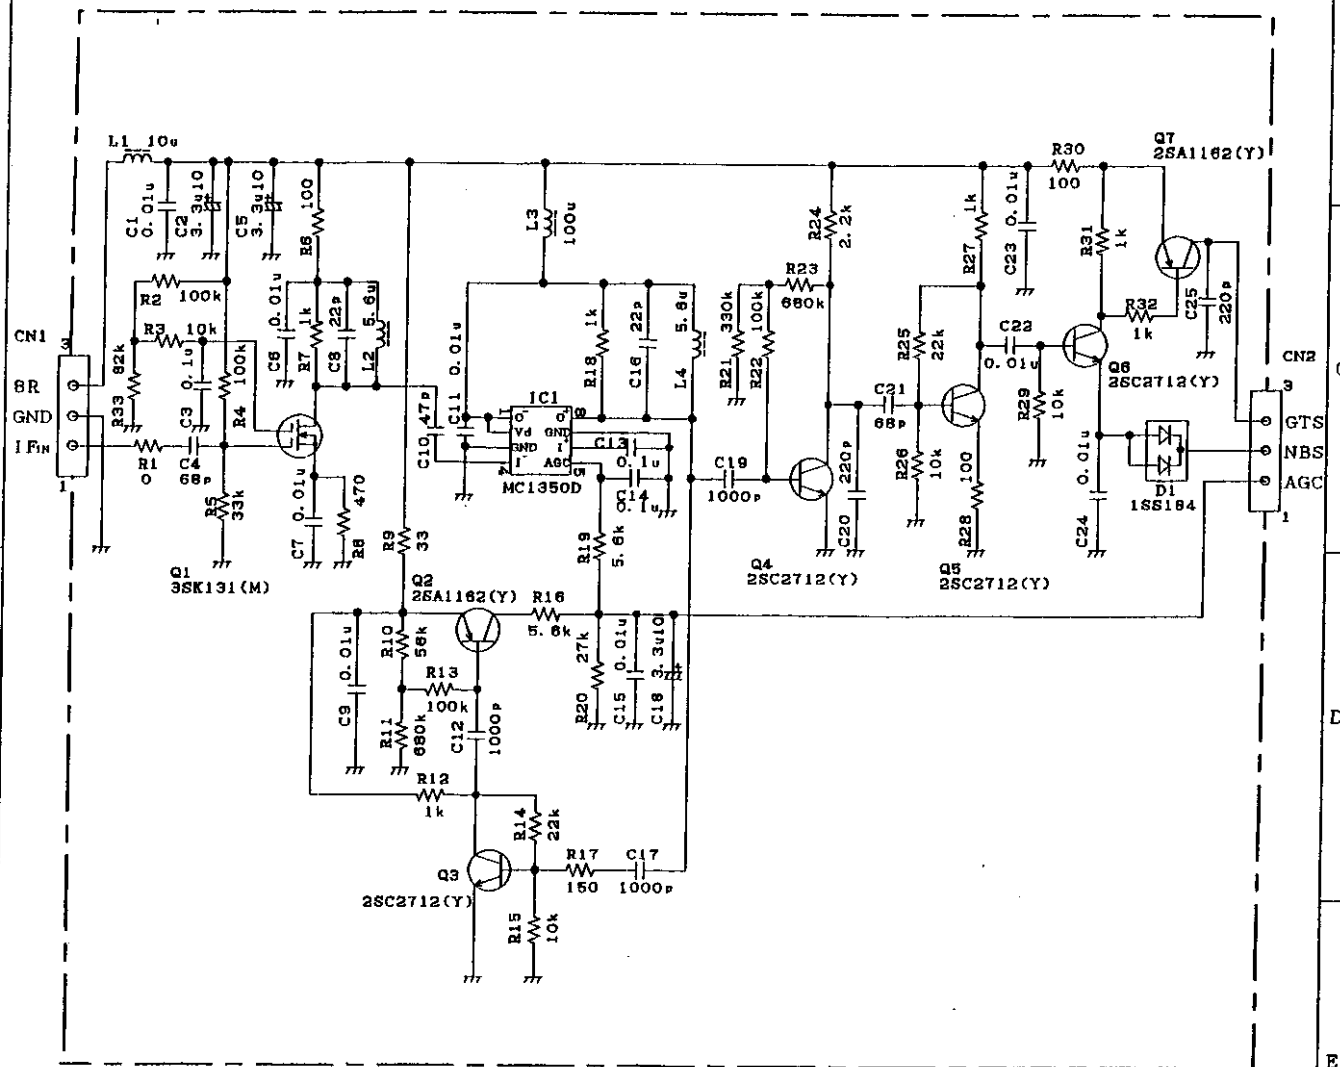 L1 10u
C1 0.01u
C2 3.3u10
C5 3.3u10
R6 100
R2 100k
R3 10k
R33 82k
C3 0.1u
R4 100k
C6 0.01u
R7 1k
C8 22p
L2 5.6u
CN1
3
8R
GND
IFIN
1
R1 0
C4 68p
R5 33k
Q1
3SK131(M)
C7 0.01u
R8 470
R9 33
C10 47p
C11 0.01u
L3 100u
R18 1k
C16 22p
L4 5.6u
IC1
1
8
O- O+
Vd GND
GND I+
I- AGC
4
5
MC1350D
C13 0.1u
C14 0.1u
R19 5.6k
C19 1000p
R21 330k
R22 100k
R23 680k
R24 2.2k
Q4
2SC2712(Y)
C20 220p
C21 68p
R25 22k
R26 10k
R27 1k
R28 100
Q5
2SC2712(Y)
C22 0.01u
C23 0.01u
R29 10k
R30 100
R31 1k
R32 1k
Q6
2SC2712(Y)
Q7
2SA1162(Y)
C25 220p
C24 0.01u
D1
1SS184
CN2
3
GTS
NBS
AGC
1
Q2
2SA1162(Y)
R16 5.6k
C9 0.01u
R10 56k
R11 680k
R13 100k
C12 1000p
R20 27k
C15 0.01u
C18 3.3u10
R12 1k
R14 22k
Q3
2SC2712(Y)
R17 150
C17 1000p
R15 10k
D
E